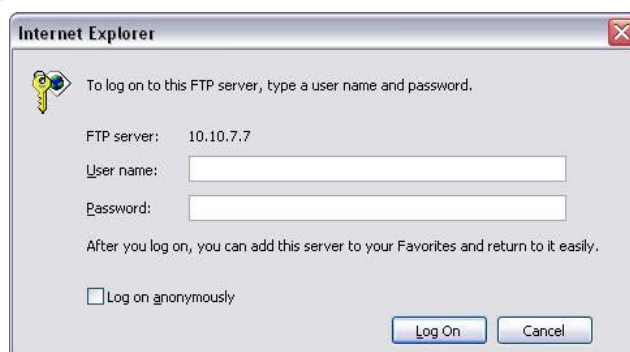 Internet Explorer
To log on to this FTP server, type a user name and password.
FTP server: 10.10.7.7
User name:
Password:
After you log on, you can add this server to your Favorites and return to it easily.
Log on anonymously
Log On Cancel